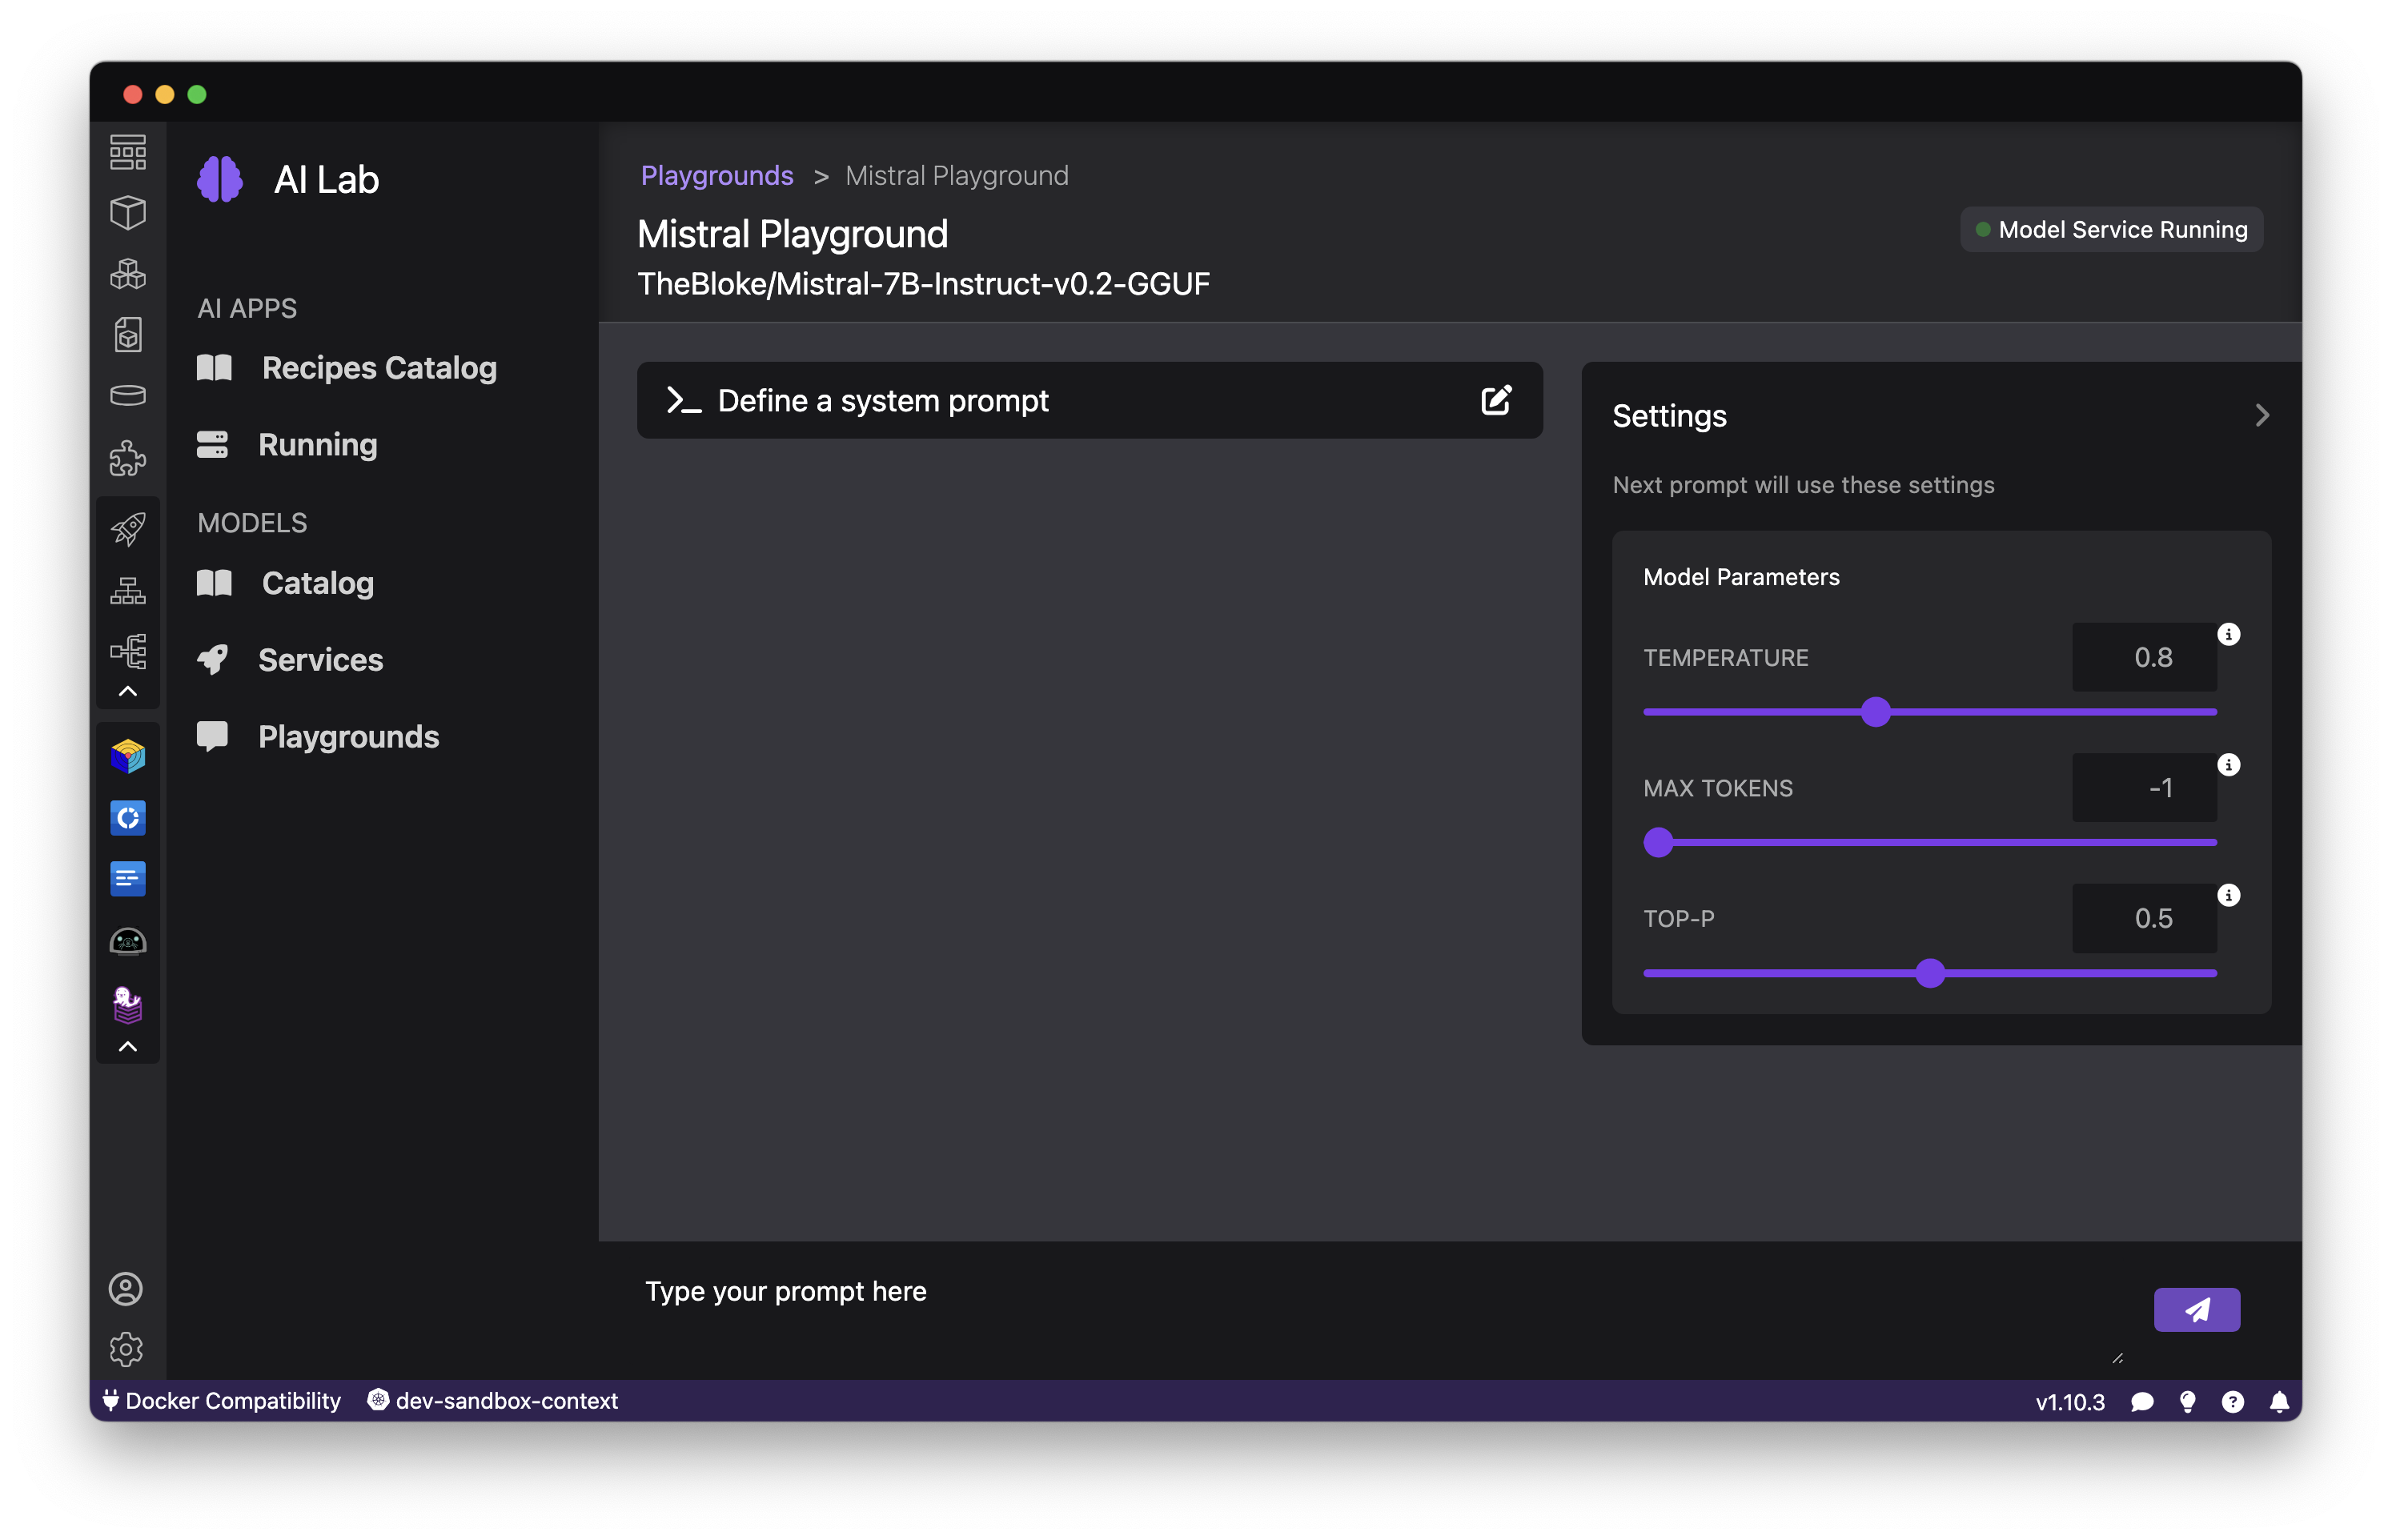 AI Lab
AI APPS
Recipes Catalog
Running
MODELS
Catalog
Services
Playgrounds
Playgrounds > Mistral Playground
Mistral Playground
TheBloke/Mistral-7B-Instruct-v0.2-GGUF
Model Service Running
Define a system prompt
Settings
Next prompt will use these settings
Model Parameters
TEMPERATURE 0.8
MAX TOKENS -1
TOP-P 0.5
Type your prompt here
Docker Compatibility dev-sandbox-context v1.10.3